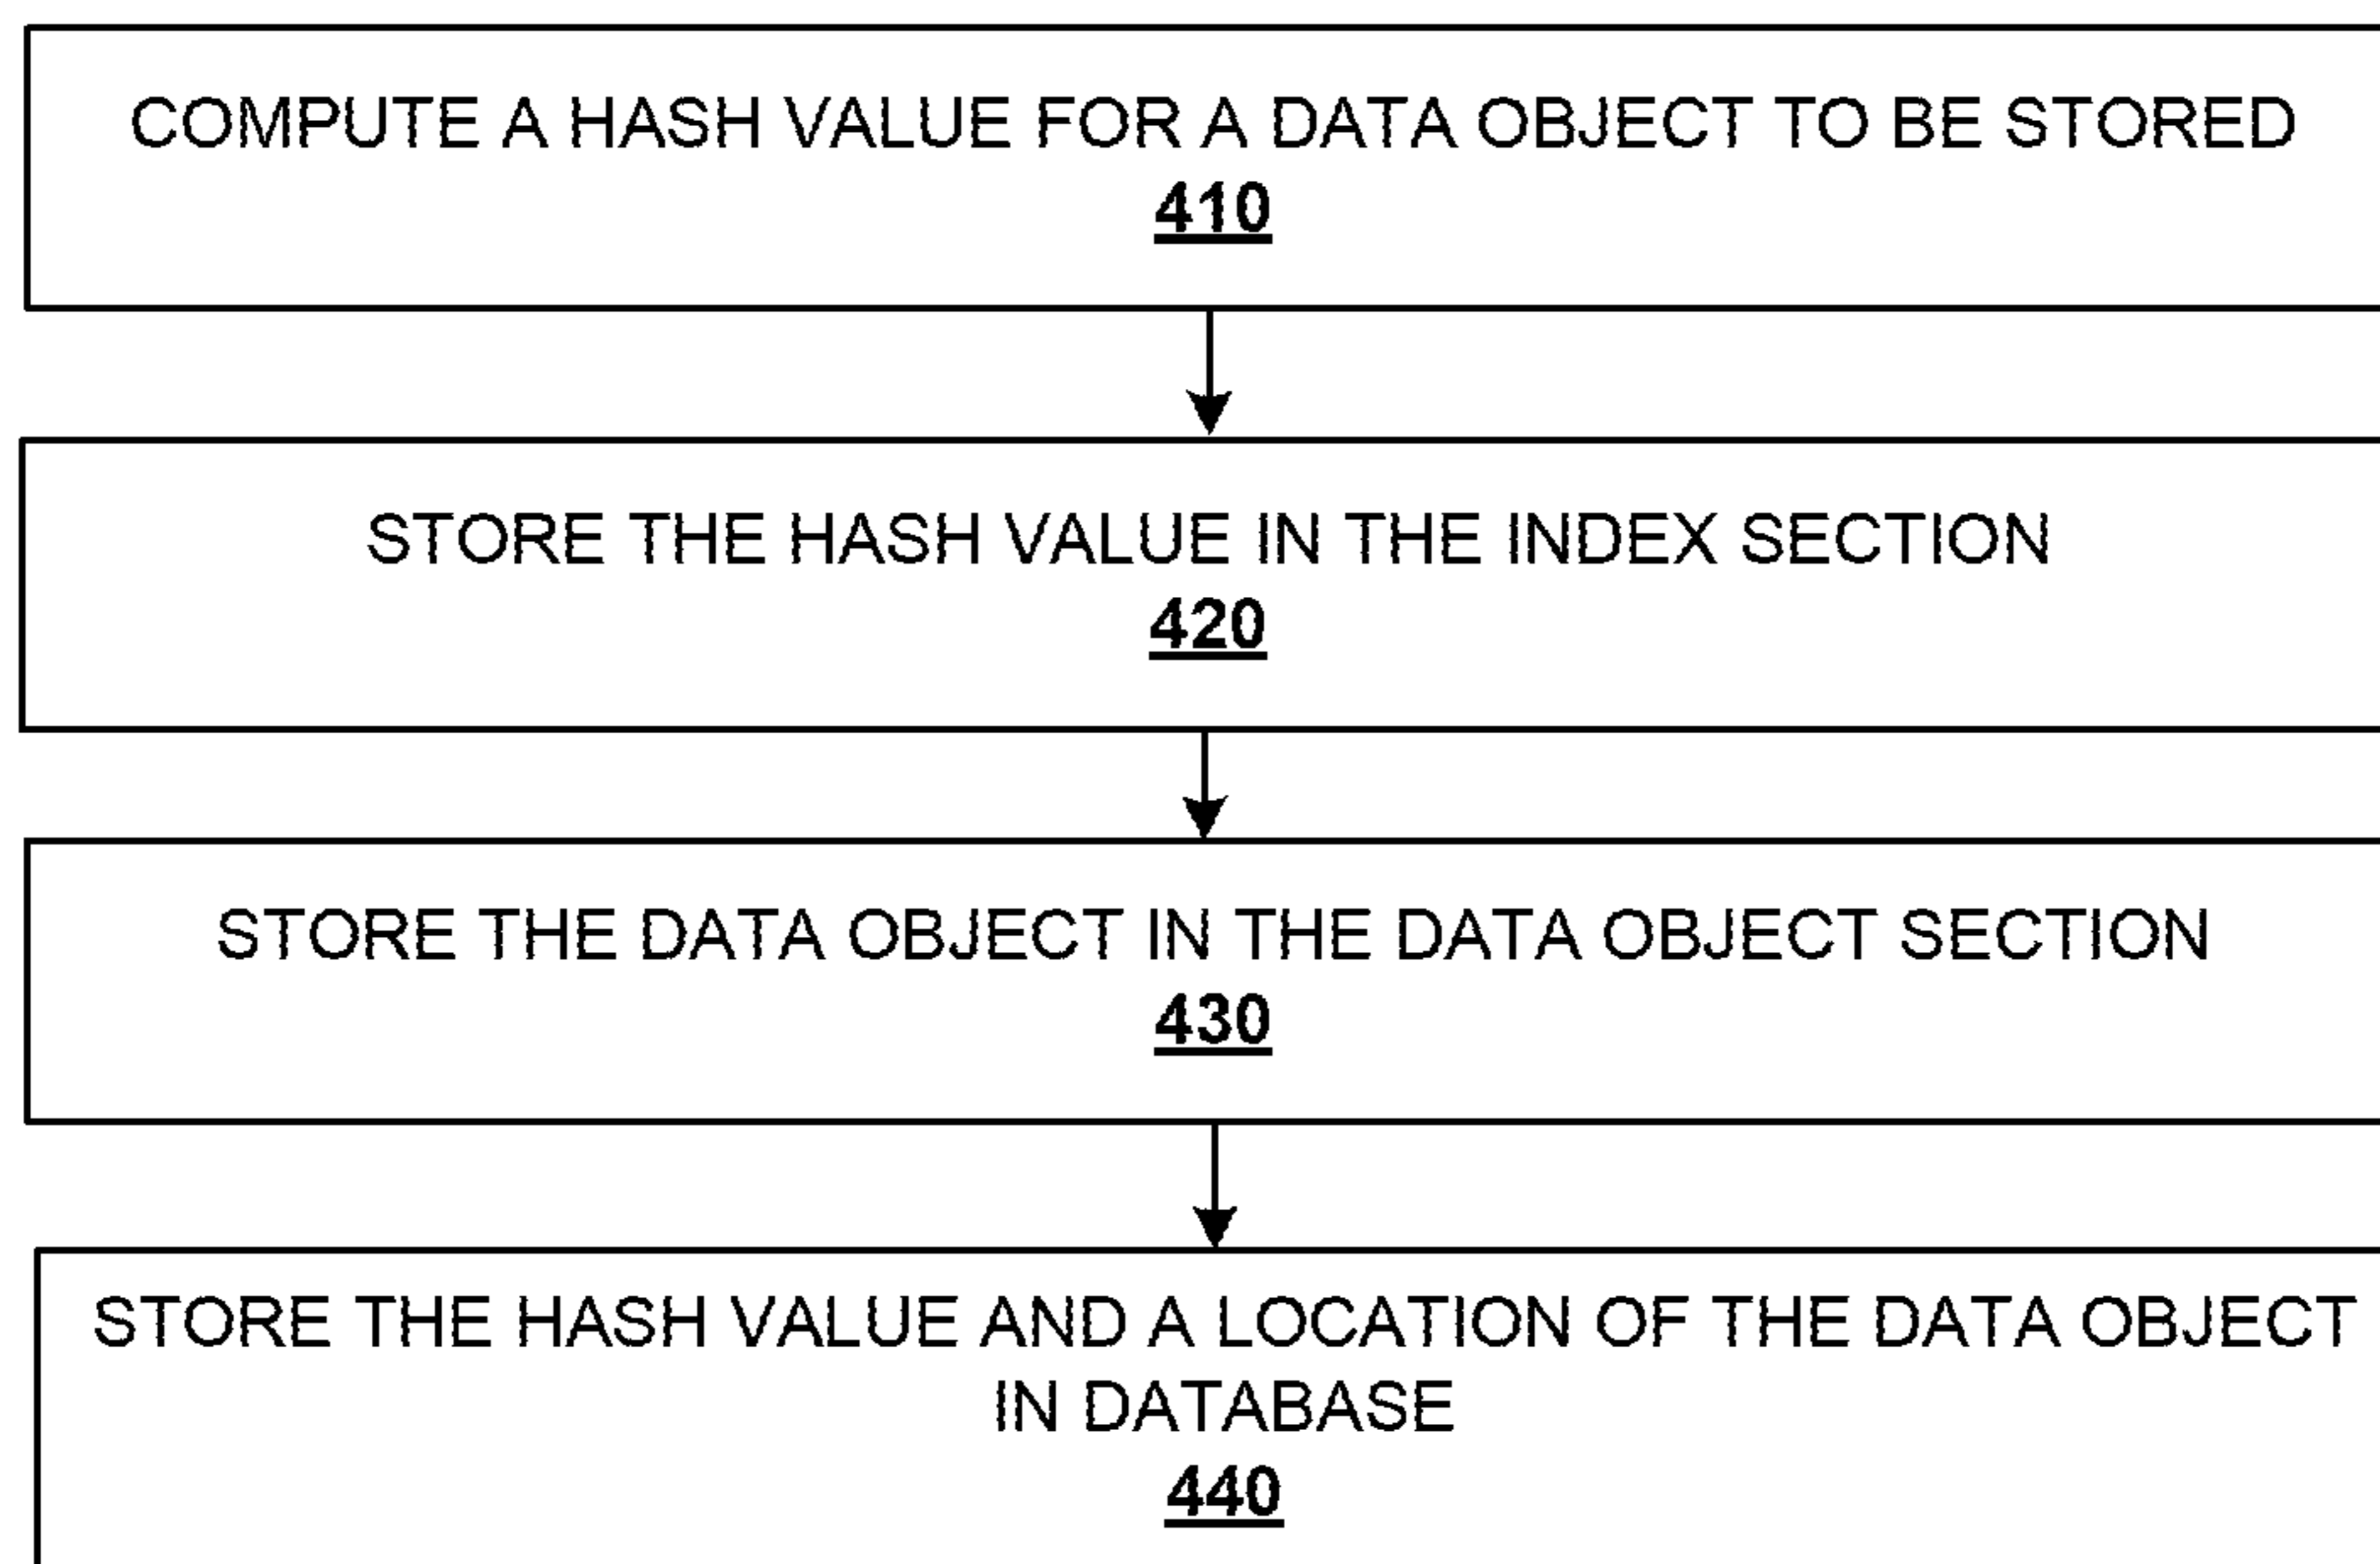 COMPUTE A HASH VALUE FOR A DATA OBJECT TO BE STORED
410
STORE THE HASH VALUE IN THE INDEX SECTION
420
STORE THE DATA OBJECT IN THE DATA OBJECT SECTION
430
STORE THE HASH VALUE AND A LOCATION OF THE DATA OBJECT
IN DATABASE
440